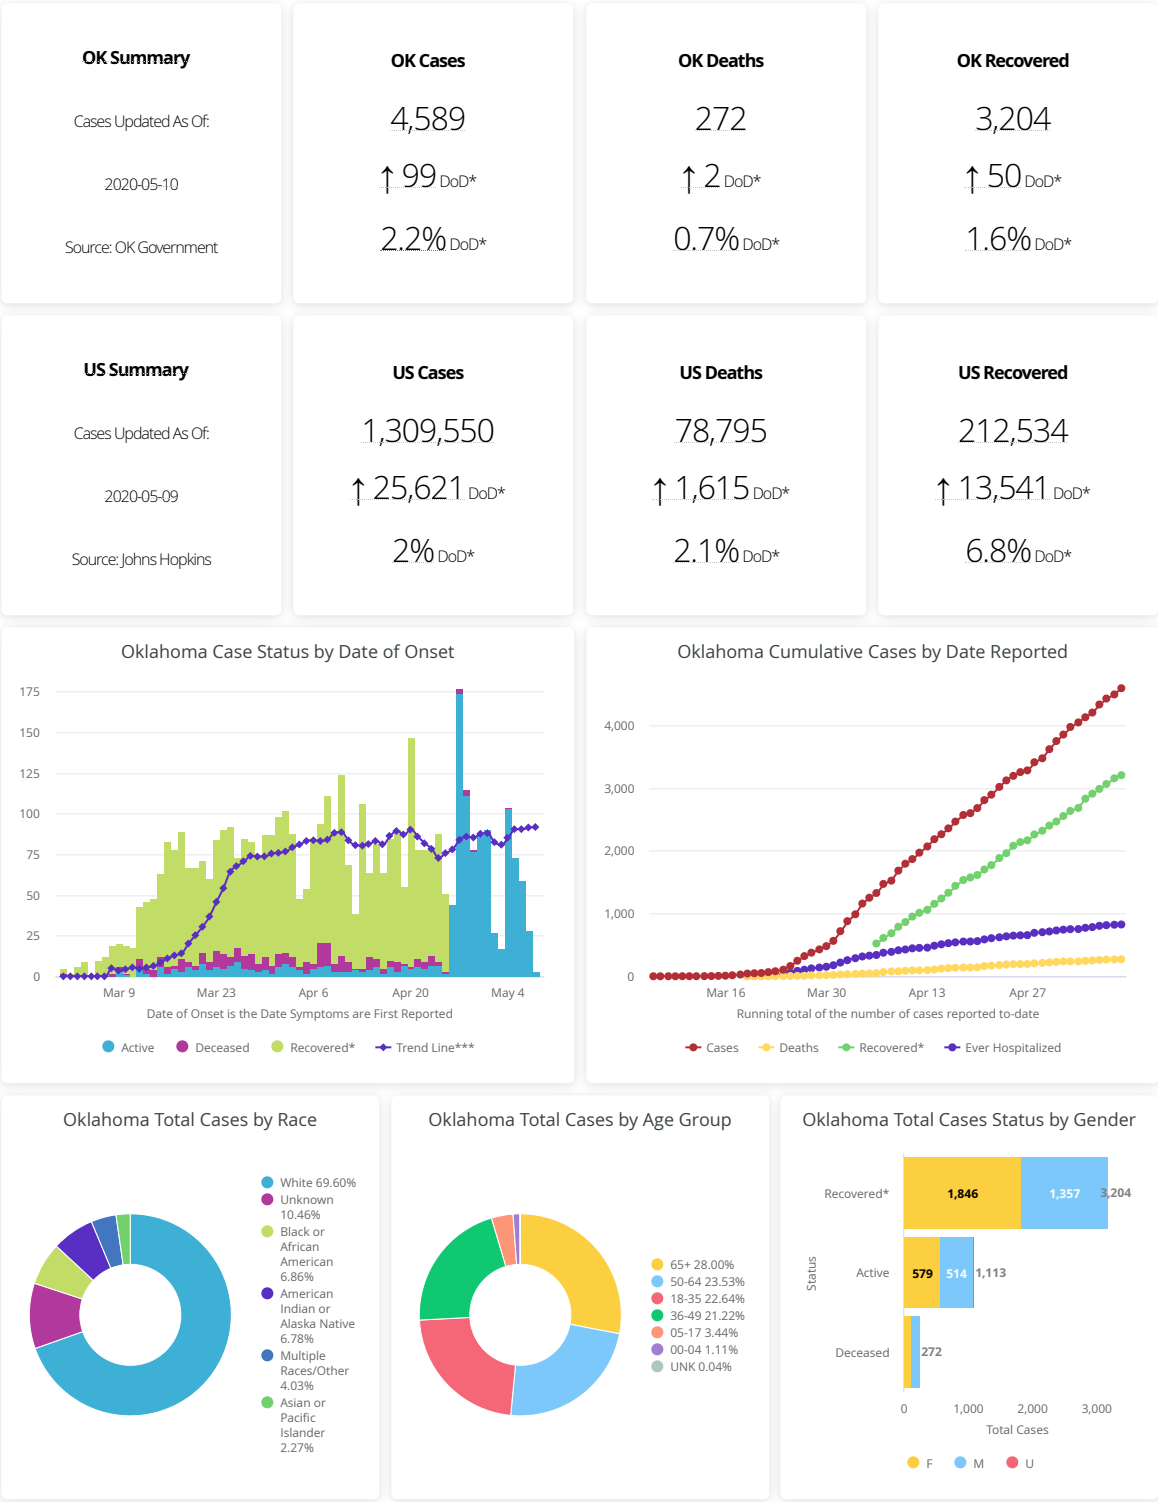 OK Summary
Cases Updated As Of:
2020-05-10
Source: OK Government
OK Cases
4,589
↑ 99 DoD*
2.2% DoD*
OK Deaths
272
↑ 2 DoD*
0.7% DoD*
OK Recovered
3,204
↑ 50 DoD*
1.6% DoD*
US Summary
Cases Updated As Of:
2020-05-09
Source: Johns Hopkins
US Cases
1,309,550
↑ 25,621 DoD*
2% DoD*
US Deaths
78,795
↑ 1,615 DoD*
2.1% DoD*
US Recovered
212,534
↑ 13,541 DoD*
6.8% DoD*
Oklahoma Case Status by Date of Onset
175
150
125
100
75
50
25
0
Mar 9 Mar 23 Apr 6 Apr 20 May 4
Date of Onset is the Date Symptoms are First Reported
Active Deceased Recovered* Trend Line***
Oklahoma Cumulative Cases by Date Reported
4,000
3,000
2,000
1,000
0
Mar 16 Mar 30 Apr 13 Apr 27
Running total of the number of cases reported to-date
Cases Deaths Recovered* Ever Hospitalized
Oklahoma Total Cases by Race
White 69.60%
Unknown
10.46%
Black or
African
American
6.86%
American
Indian or
Alaska Native
6.78%
Multiple
Races/Other
4.03%
Asian or
Pacific
Islander
2.27%
Oklahoma Total Cases by Age Group
65+ 28.00%
50-64 23.53%
18-35 22.64%
36-49 21.22%
05-17 3.44%
00-04 1.11%
UNK 0.04%
Oklahoma Total Cases Status by Gender
Status
Recovered* 1,846 1,357 3,204
Active 579 514 1,113
Deceased 272
0 1,000 2,000 3,000
Total Cases
F M U